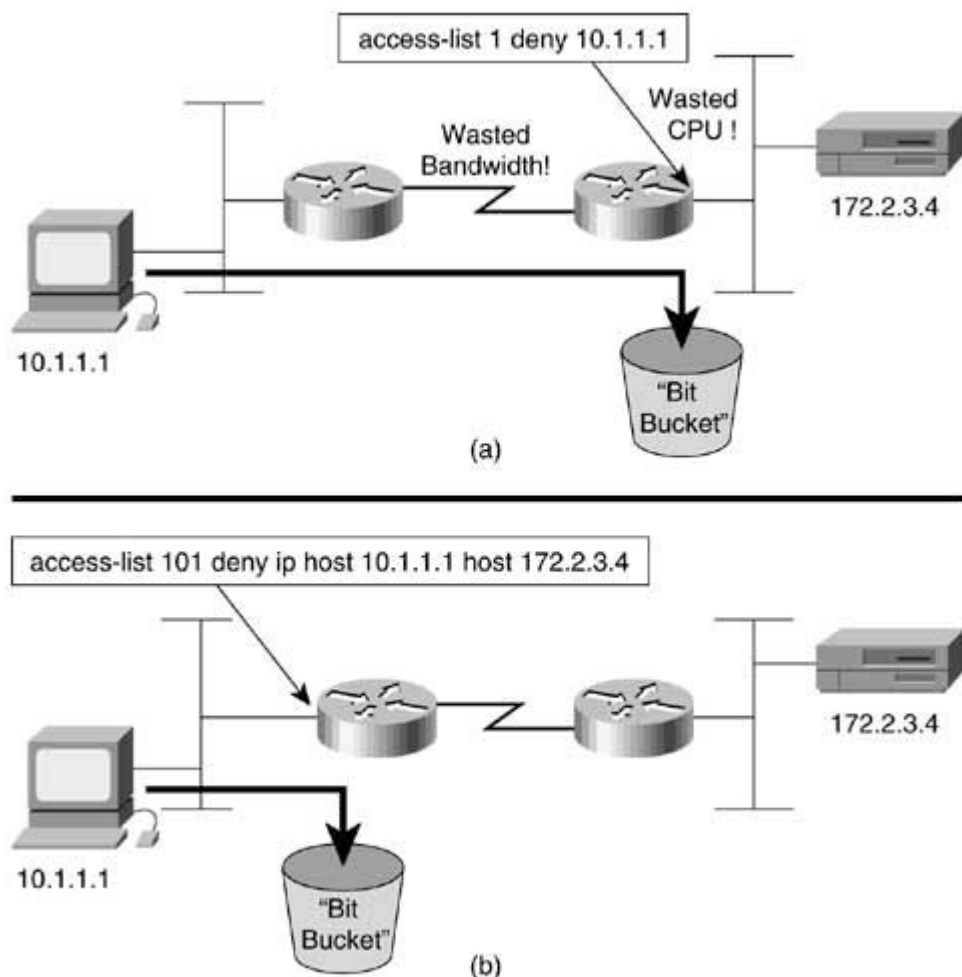 access-list 1 deny 10.1.1.1
Wasted
CPU !
Wasted
Bandwidth!
172.2.3.4
10.1.1.1
“Bit
Bucket”
(a)
access-list 101 deny ip host 10.1.1.1 host 172.2.3.4
172.2.3.4
10.1.1.1
“Bit
Bucket”
(b)